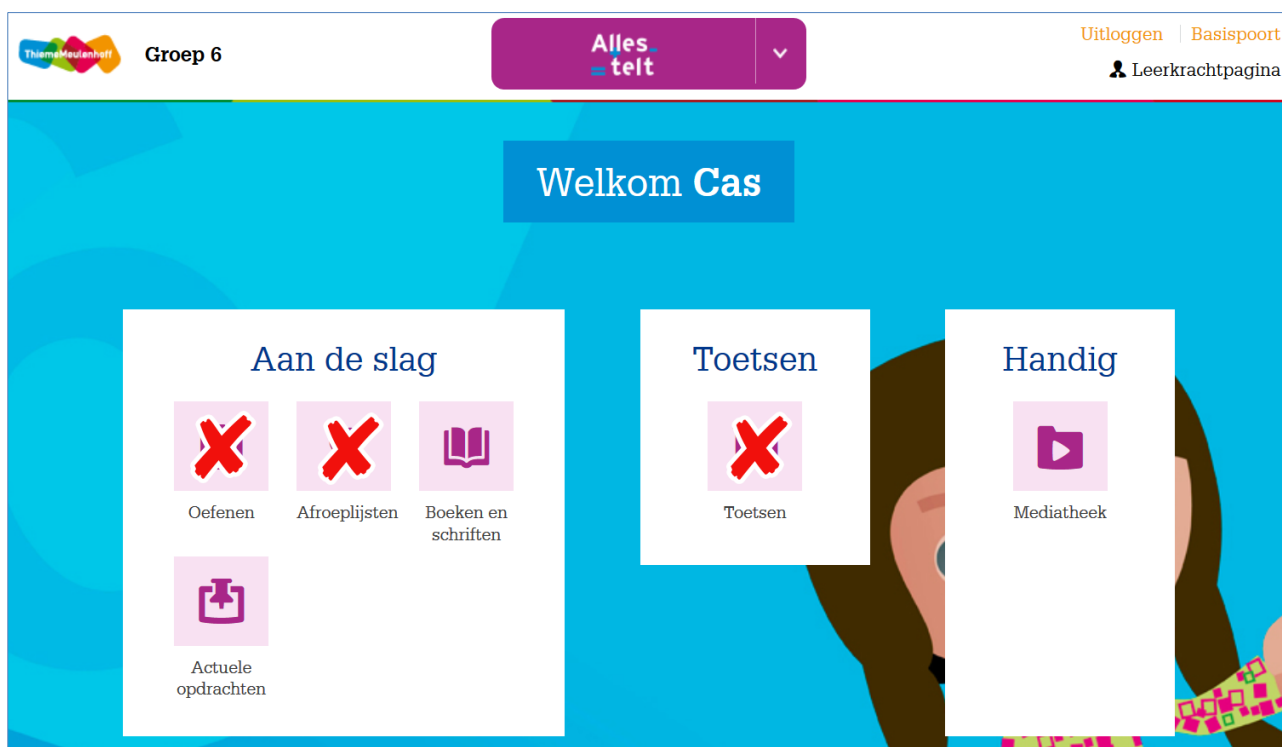 ThiemeMeulenhoff
Groep 6
Alles
telt
Uitloggen
Basispoort
Leerkrachtpagina
Welkom Cas
Aan de slag
Oefenen
Afroeplijsten
Boeken en
schriften
Actuele
opdrachten
Toetsen
Toetsen
Handig
Mediatheek